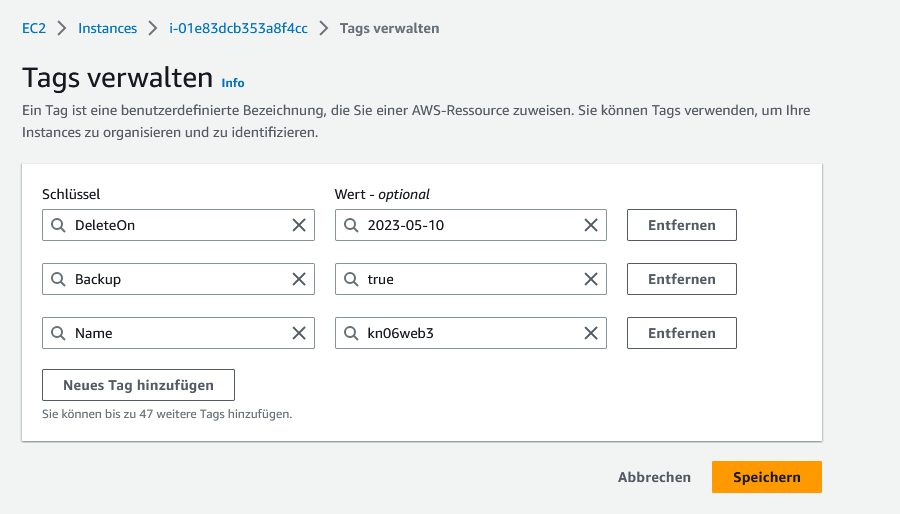 EC2 > Instances > i-01e83dcb353a8f4cc > Tags verwalten
Tags verwalten Info
Ein Tag ist eine benutzerdefinierte Bezeichnung, die Sie einer AWS-Ressource zuweisen. Sie können Tags verwenden, um Ihre
Instances zu organisieren und zu identifizieren.
Schlüssel Wert - optional
DeleteOn 2023-05-10 Entfernen
Backup true Entfernen
Name kn06web3 Entfernen
Neues Tag hinzufügen
Sie können bis zu 47 weitere Tags hinzufügen.
Abbrechen Speichern